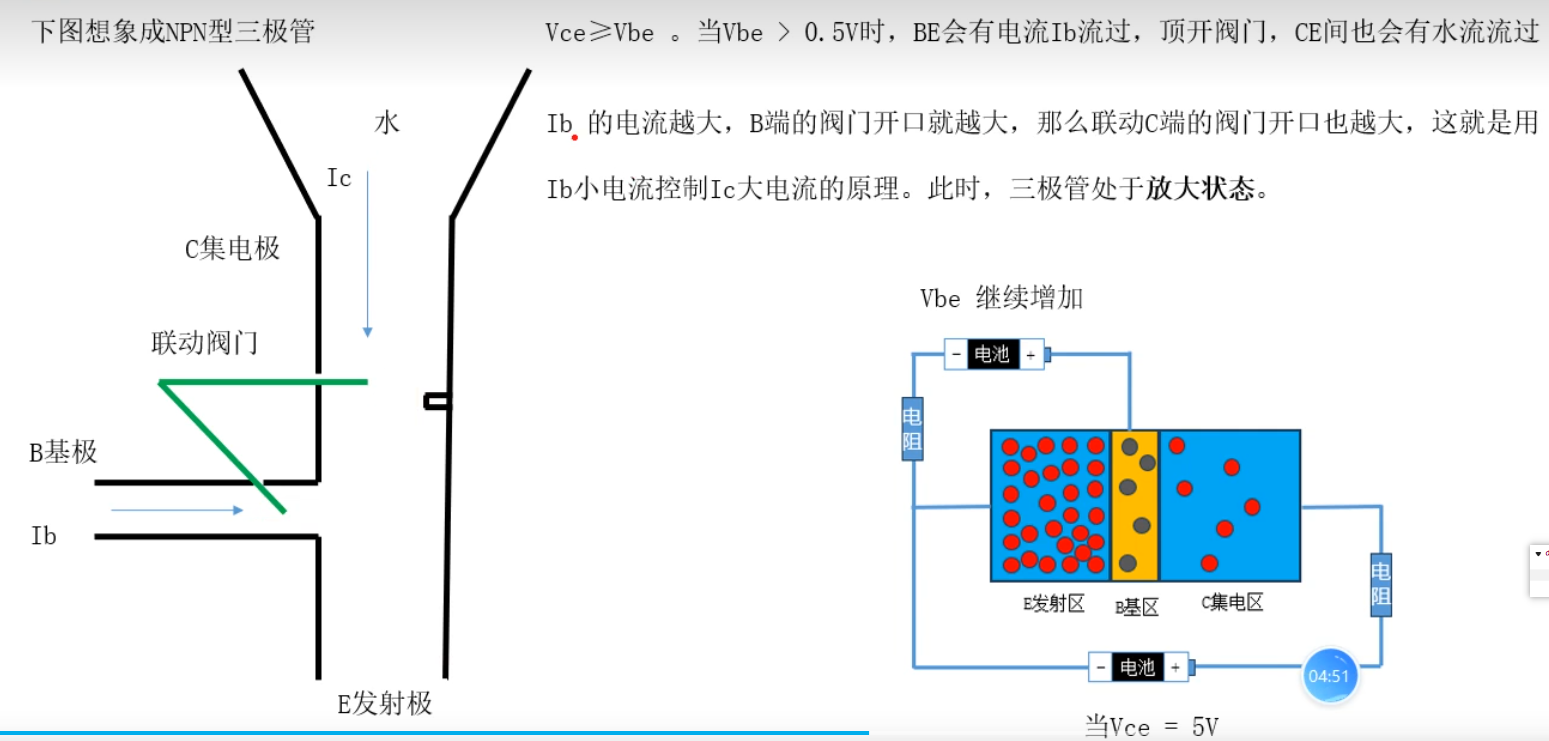 下图想象成NPN型三极管
Vce≥Vbe 。当Vbe > 0.5V时，BE会有电流Ib流过，顶开阀门，CE间也会有水流流过
水
Ib 的电流越大，B端的阀门开口就越大，那么联动C端的阀门开口也越大，这就是用
Ic
Ib小电流控制Ic大电流的原理。此时，三极管处于放大状态。
C集电极
Vbe 继续增加
联动阀门
- 电池 +
电阻
B基极
Ib
电阻
E发射区
B基区
C集电区
- 电池 +
04:51
E发射极
当Vce = 5V